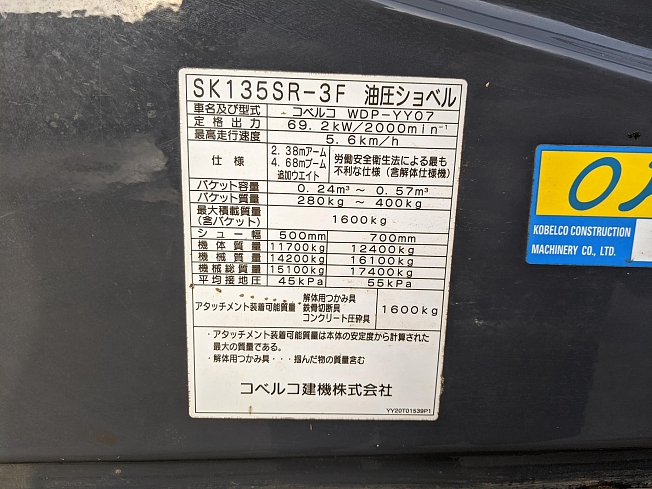 SK135SR-3F 油圧ショベル
車名及び型式 コベルコ WDP-YY07
定格出力 69.2kW/2000min⁻¹
最高走行速度 5.6km/h
仕様 2.38mアーム 4.68mブーム 追加ウエイト 労働安全衛生法による最も不利な仕様(含解体仕様機)
バケット容量 0.24m³ ~ 0.57m³
バケット質量 280kg ~ 400kg
最大積載質量(含バケット) 1600kg
シュー幅 500mm 700mm
機体質量 11700kg 12400kg
機械質量 14200kg 16100kg
機械総質量 15100kg 17400kg
平均接地圧 45kPa 55kPa
アタッチメント装着可能質量 解体用つかみ具 鉄骨切断具 コンクリート圧砕具 1600kg
・アタッチメント装着可能質量は本体の安定度から計算された
最大の質量である。
・解体用つかみ具・・・掴んだ物の質量含む
コベルコ建機株式会社
YY20T01539P1
KOBELCO CONSTRUCTION
MACHINERY CO., LTD.